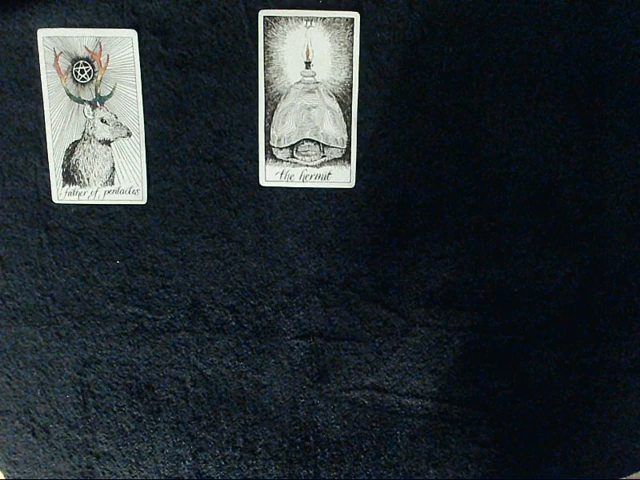 father of pentacles
the hermit